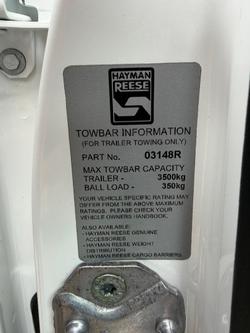 HAYMAN
REESE
TOWBAR INFORMATION
(FOR TRAILER TOWING ONLY)
PART No. 03148R
MAX TOWBAR CAPACITY
TRAILER - 3500kg
BALL LOAD - 350kg
YOUR VEHICLE SPECIFIC RATING MAY
DIFFER FROM THE ABOVE MAXIMUM
RATINGS. PLEASE CHECK YOUR
VEHICLE OWNERS HANDBOOK.
ALSO AVAILABLE:
- HAYMAN REESE GENUINE
ACCESSORIES
- HAYMAN REESE WEIGHT
DISTRIBUTION
- HAYMAN REESE CARGO BARRIERS